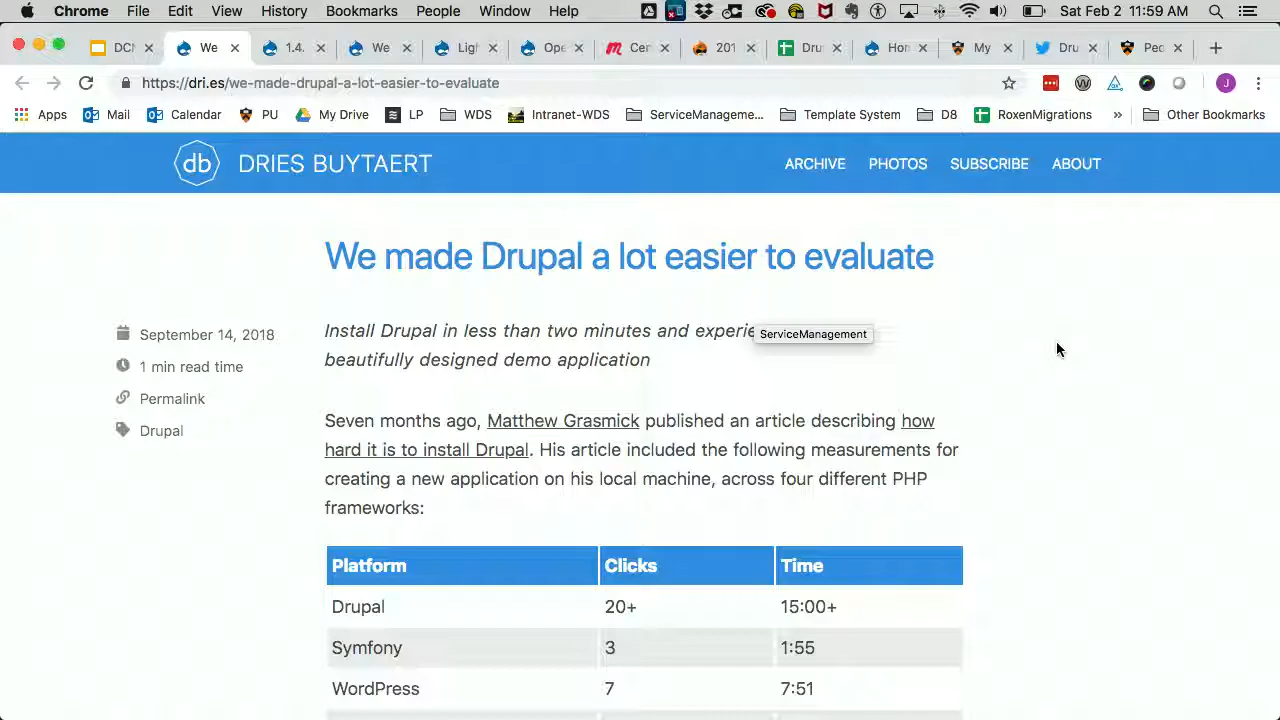 Chrome File Edit View History Bookmarks People Window Help Sat Feb 2 11:59 AM
DCN We 1.4. We Ligh Ope Cen 201 Dru Hon My Dru Peo
https://dri.es/we-made-drupal-a-lot-easier-to-evaluate J
Apps Mail Calendar PU My Drive LP WDS Intranet-WDS ServiceManageme... Template System D8 RoxenMigrations » Other Bookmarks
db DRIES BUYTAERT ARCHIVE PHOTOS SUBSCRIBE ABOUT
We made Drupal a lot easier to evaluate
September 14, 2018
1 min read time
Permalink
Drupal
Install Drupal in less than two minutes and
ServiceManagement
beautifully designed demo application
Seven months ago, Matthew Grasmick published an article describing how
hard it is to install Drupal. His article included the following measurements for
creating a new application on his local machine, across four different PHP
frameworks:
Platform Clicks Time
Drupal 20+ 15:00+
Symfony 3 1:55
WordPress 7 7:51